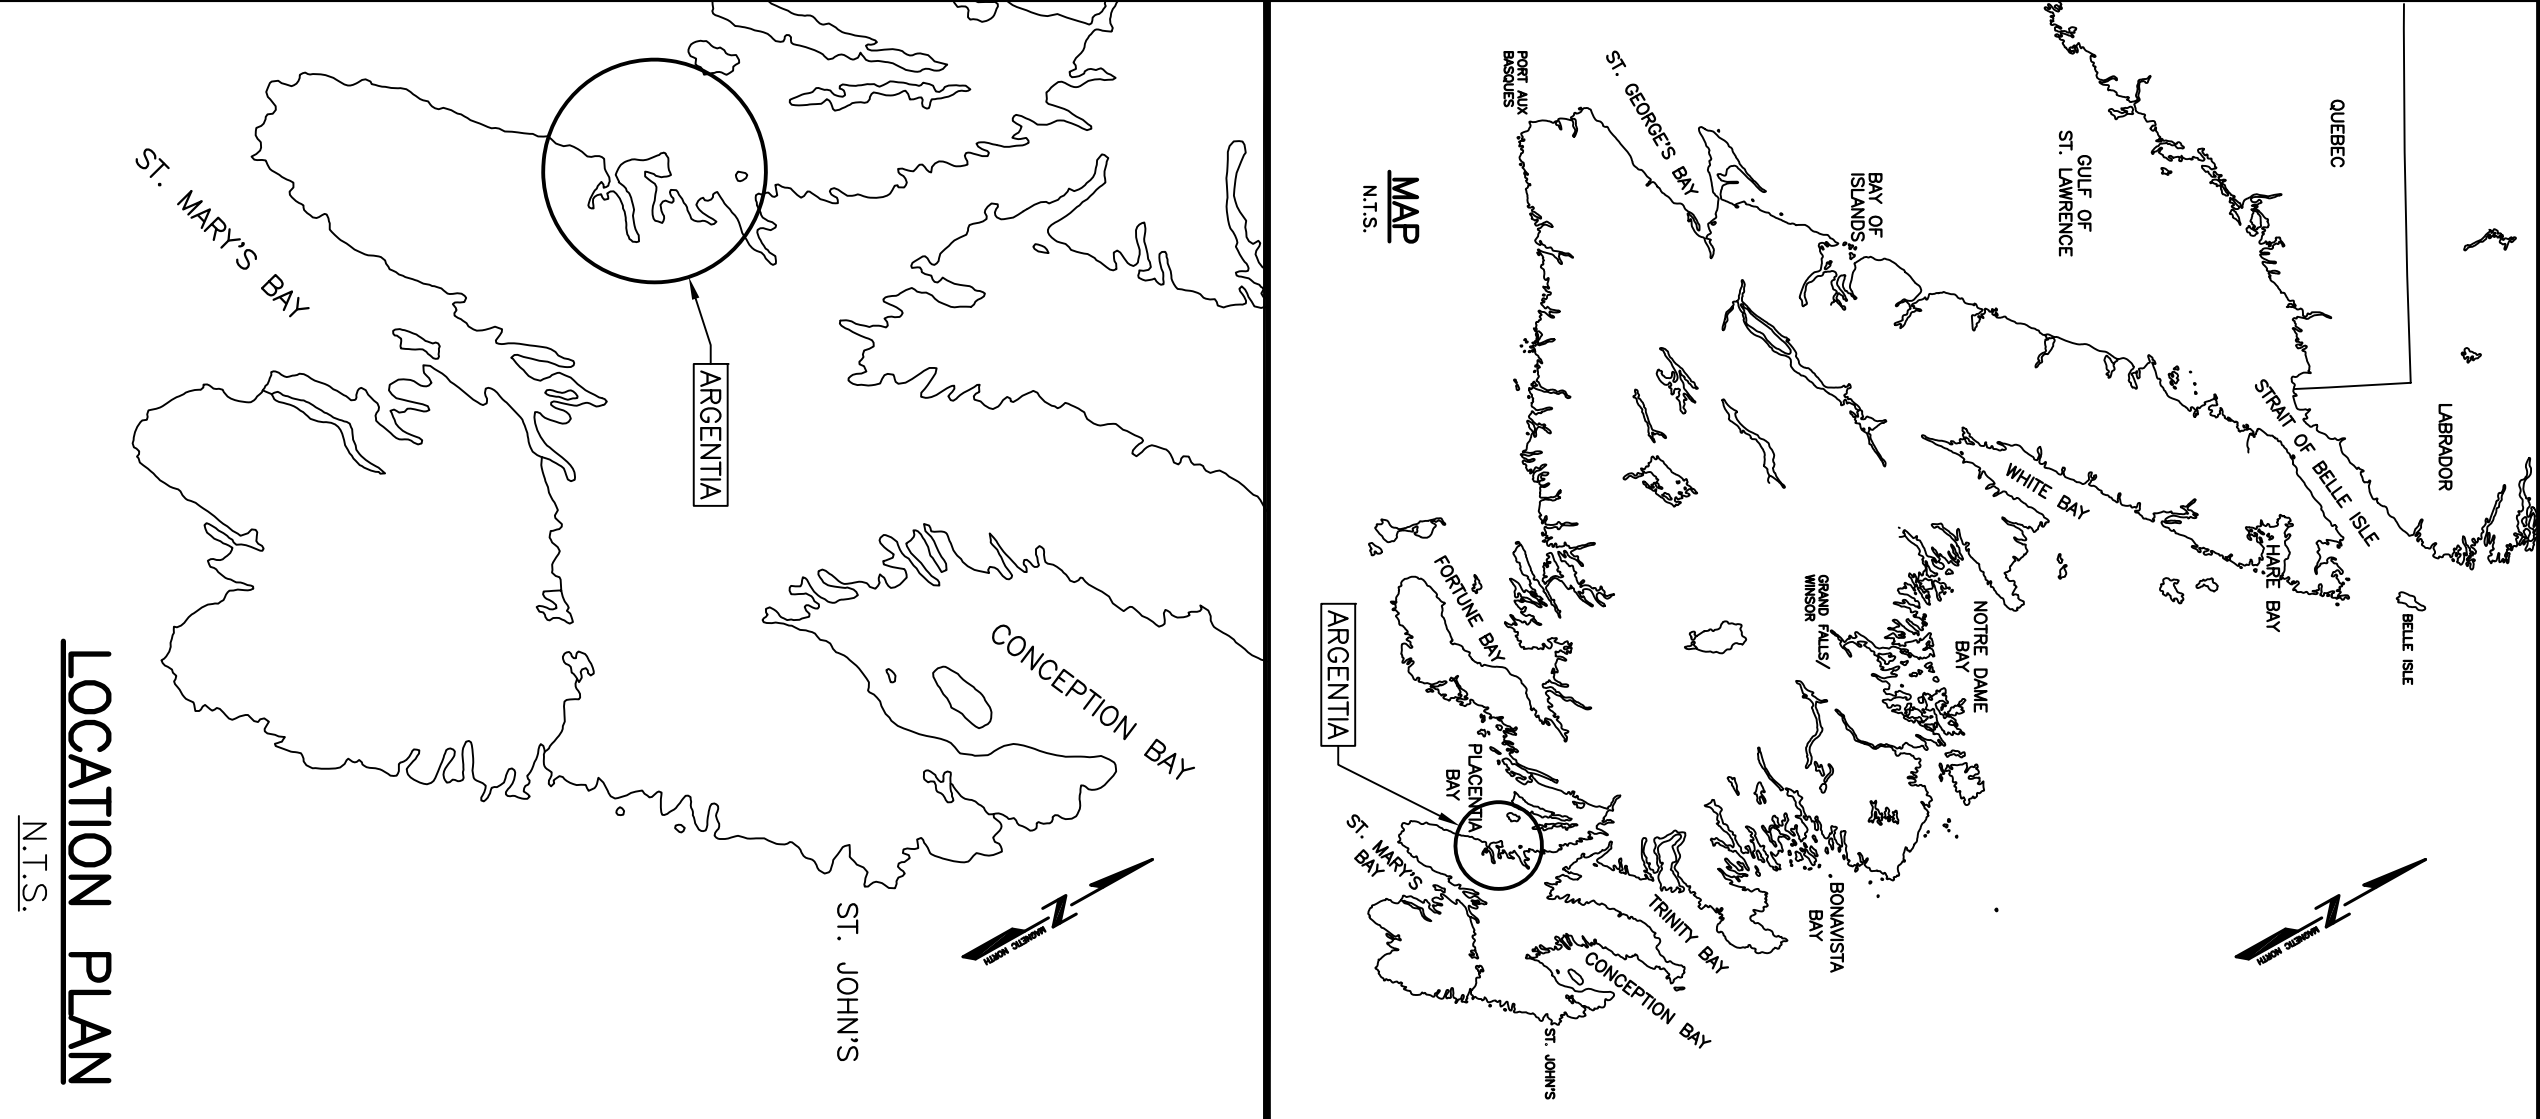 QUEBEC
LABRADOR
GULF OF
ST. LAWRENCE
STRAIT OF BELLE ISLE
BELLE ISLE
HARE BAY
WHITE BAY
BAY OF
ISLANDS
ST. GEORGE'S BAY
PORT AUX
BASQUES
NOTRE DAME
BAY
GRAND FALLS/
WINSOR
BONAVISTA
BAY
TRINITY BAY
CONCEPTION BAY
ST. JOHN'S
FORTUNE BAY
PLACENTIA
BAY
ST. MARY'S
BAY
ARGENTIA
N
MAGNETIC NORTH
MAP
N.T.S.
ARGENTIA
ST. MARY'S BAY
CONCEPTION BAY
ST. JOHN'S
N
MAGNETIC NORTH
LOCATION PLAN
N.T.S.